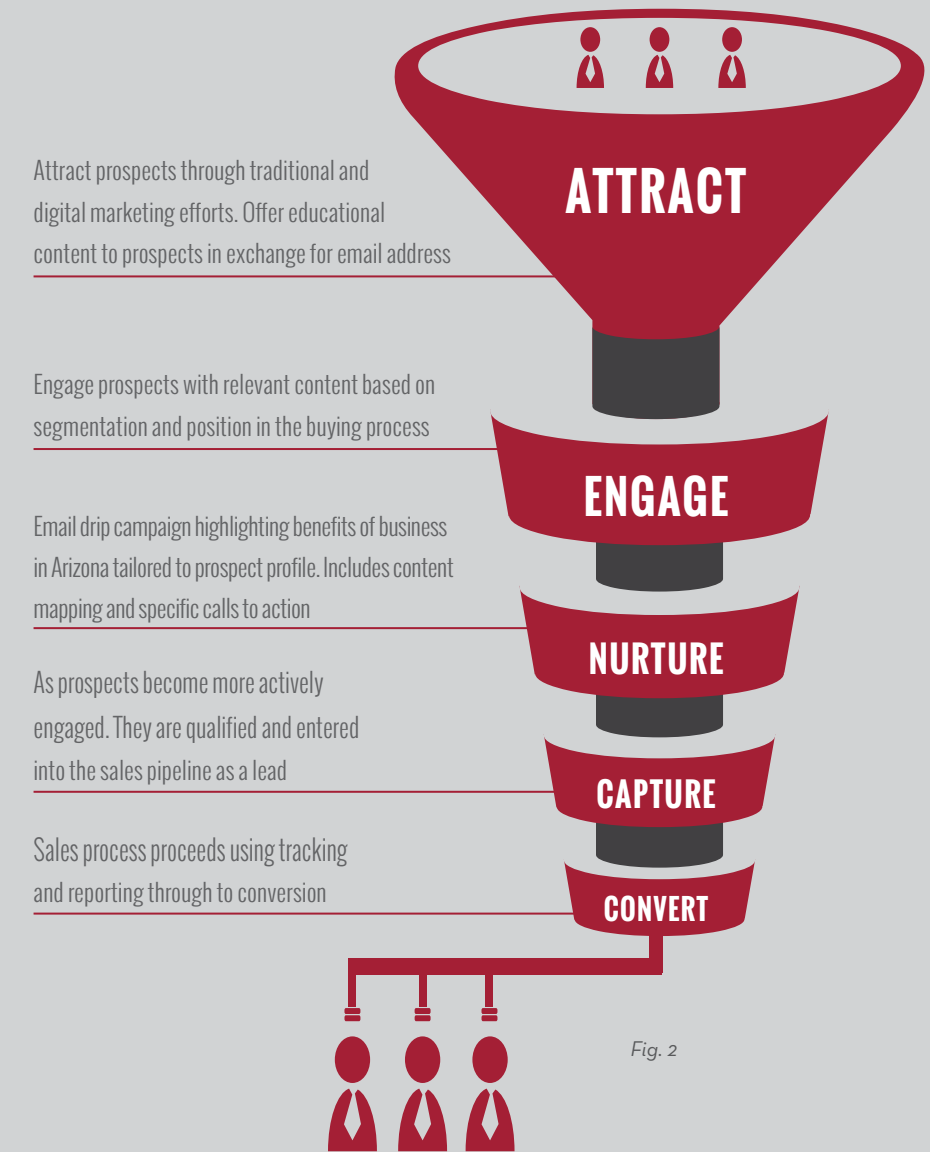 ATTRACT
Attract prospects through traditional and
digital marketing efforts. Offer educational
content to prospects in exchange for email address
Engage prospects with relevant content based on
segmentation and position in the buying process
ENGAGE
Email drip campaign highlighting benefits of business
in Arizona tailored to prospect profile. Includes content
mapping and specific calls to action
NURTURE
As prospects become more actively
engaged. They are qualified and entered
into the sales pipeline as a lead
CAPTURE
Sales process proceeds using tracking
and reporting through to conversion
CONVERT
Fig. 2